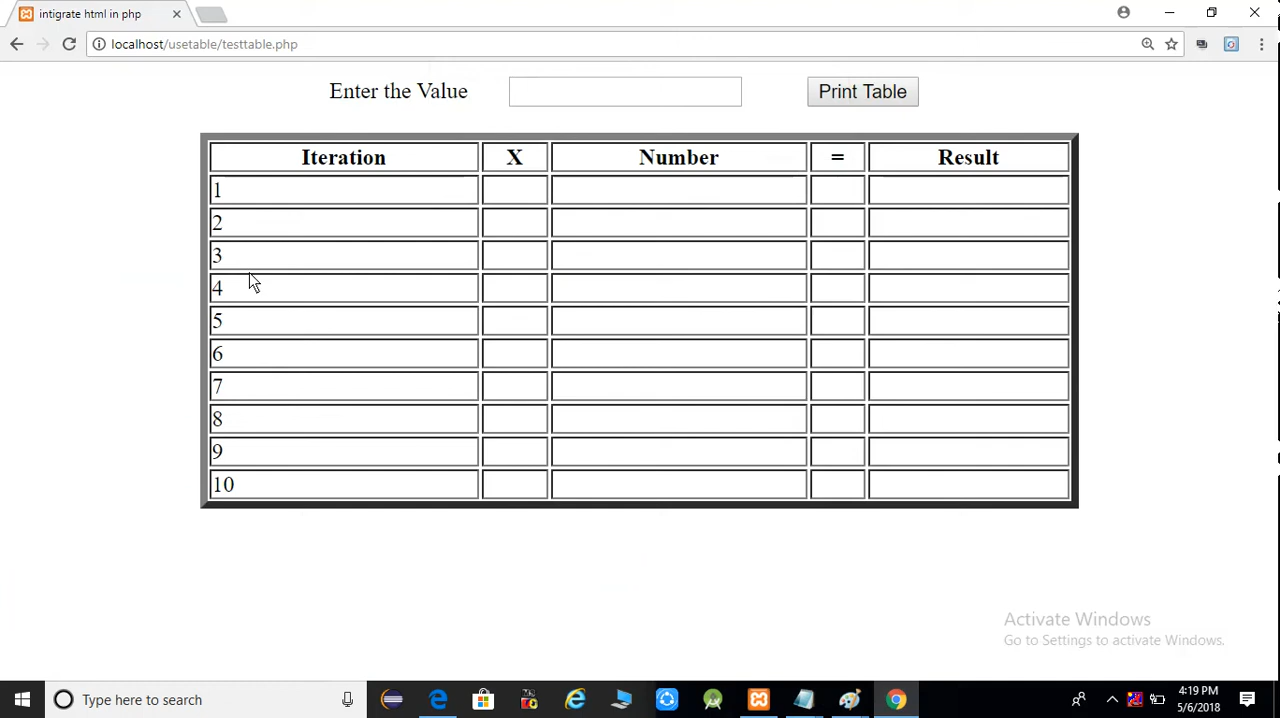 intigrate html in php
localhost/usetable/testtable.php
Enter the Value Print Table
Iteration X Number = Result
1
2
3
4
5
6
7
8
9
10
Activate Windows
Go to Settings to activate Windows.
Type here to search
4:19 PM
5/6/2018